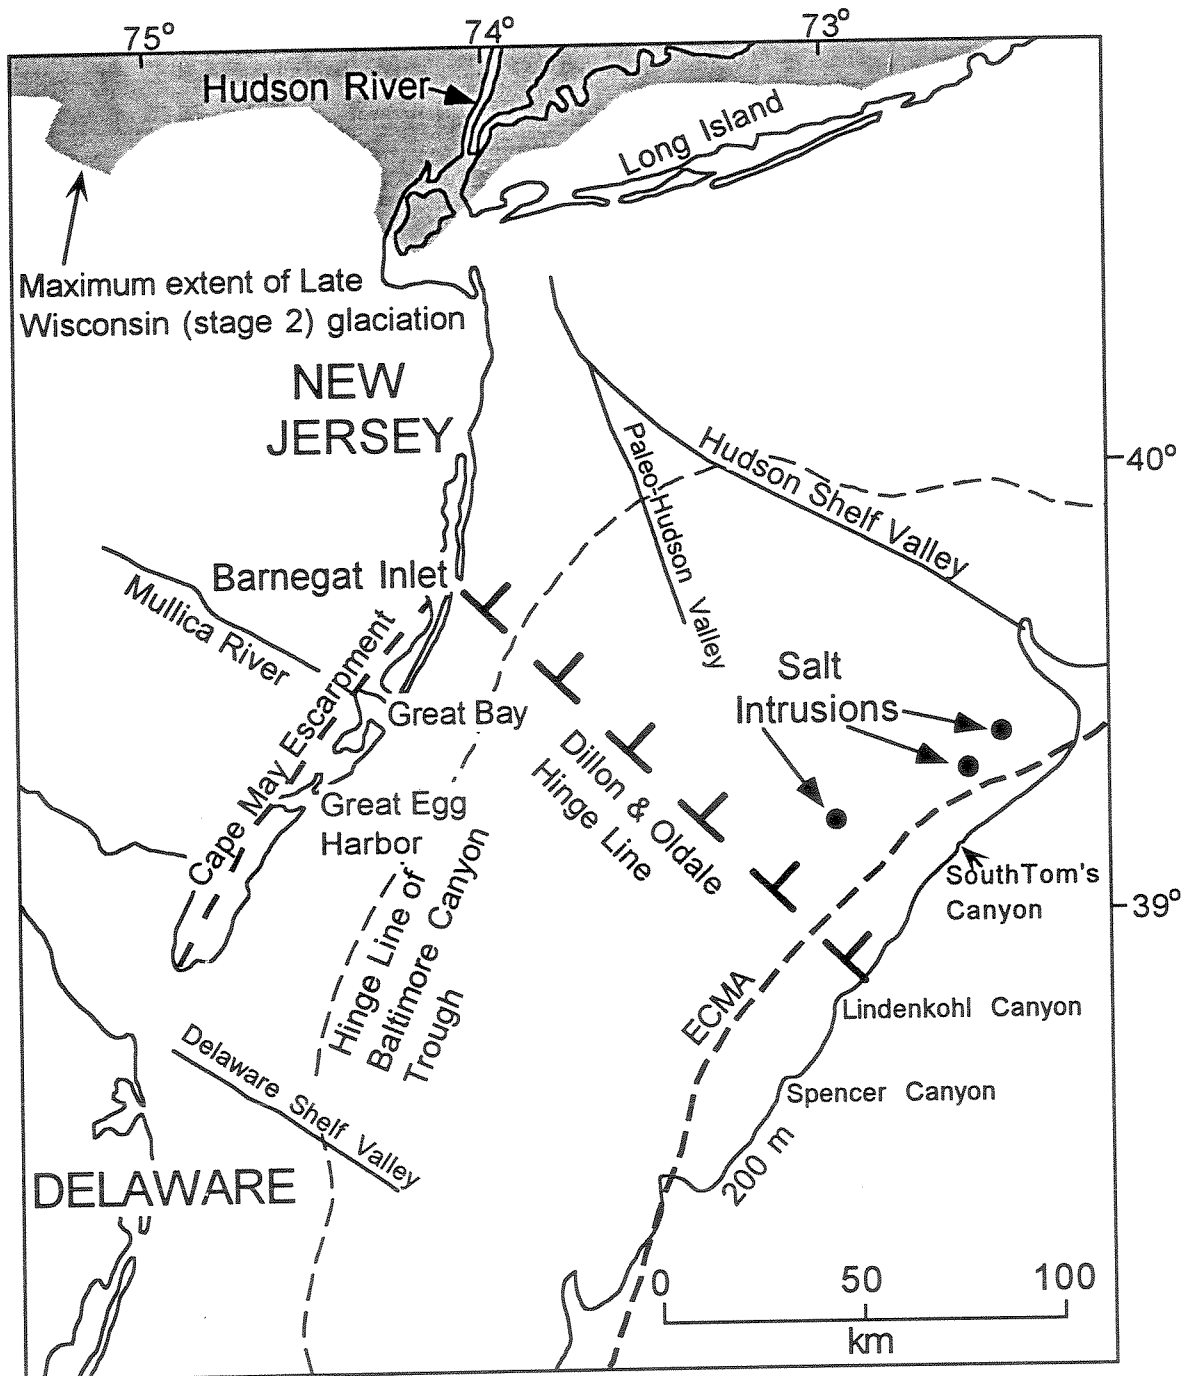 75°
74°
73°
Hudson River
Long Island
Maximum extent of Late
Wisconsin (stage 2) glaciation
NEW
JERSEY
40°
Paleo-Hudson Valley
Hudson Shelf Valley
Barnegat Inlet
Mullica River
Cape May Escarpment
Great Bay
Salt
Intrusions
Dillon & Oldale
Hinge Line
Great Egg
Harbor
SouthTom's
Canyon
39°
Hinge Line of
Baltimore Canyon
Trough
ECMA
Lindenkohl Canyon
Delaware Shelf Valley
Spencer Canyon
200 m
DELAWARE
0
50
100
km